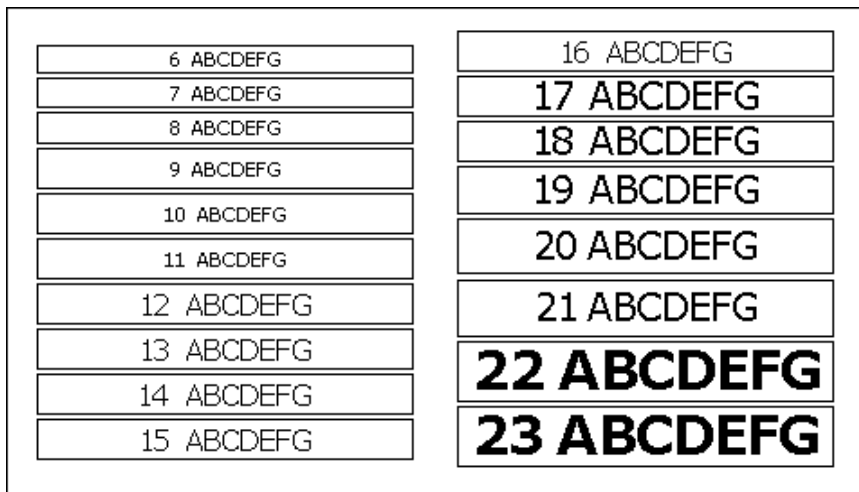 6 ABCDEFG
7 ABCDEFG
8 ABCDEFG
9 ABCDEFG
10 ABCDEFG
11 ABCDEFG
12 ABCDEFG
13 ABCDEFG
14 ABCDEFG
15 ABCDEFG
16 ABCDEFG
17 ABCDEFG
18 ABCDEFG
19 ABCDEFG
20 ABCDEFG
21 ABCDEFG
22 ABCDEFG
23 ABCDEFG